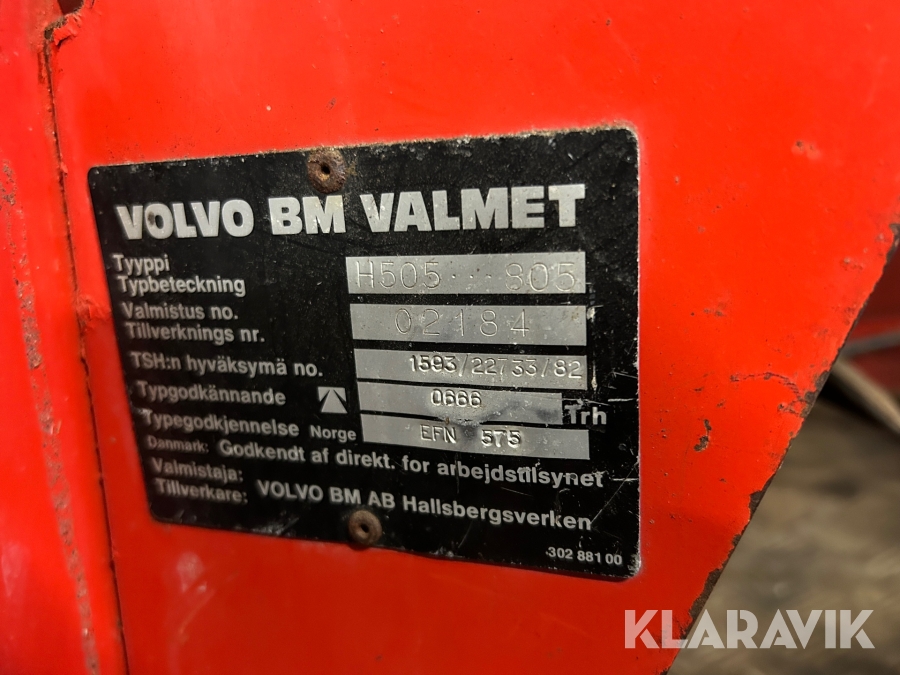 VOLVO BM VALMET
Tyyppi
Typbeteckning
H505 ··· 805
Valmistus no.
Tillverknings nr.
02184
TSH:n hyväksymä no.
1593/22733/82
Typgodkännande
0666
Trh
Typegodkjennelse Norge
EFN 575
Danmark: Godkendt af direkt. for arbejdstilsynet
Valmistaja:
Tillverkare: VOLVO BM AB Hallsbergsverken
302 881 00
KLARAVIK